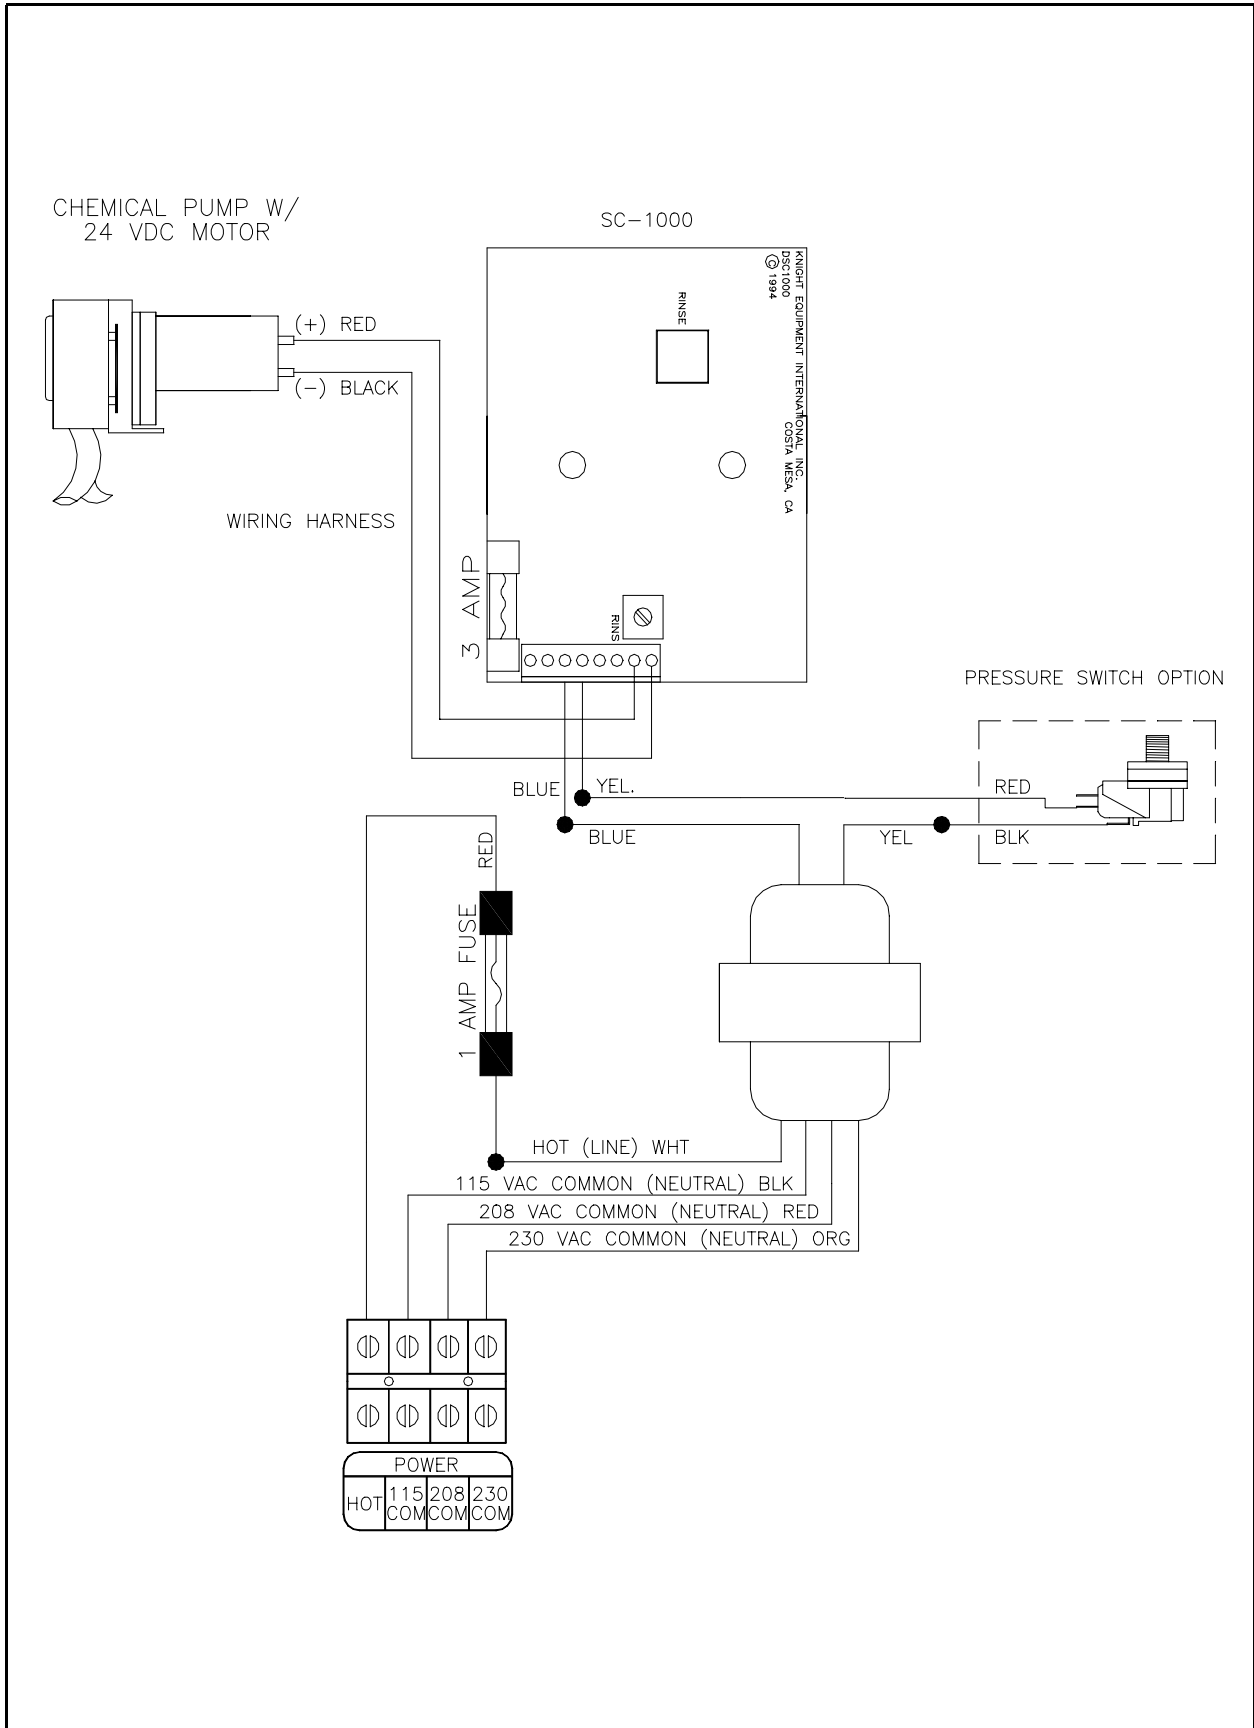 CHEMICAL PUMP W/
24 VDC MOTOR
SC-1000
KNIGHT EQUIPMENT INTERNATIONAL INC.
DSC1000 COSTA MESA, CA
© 1994
RINSE
(+) RED
(-) BLACK
WIRING HARNESS
3 AMP
RINS
PRESSURE SWITCH OPTION
BLUE
YEL.
RED
BLUE
YEL
BLK
RED
1 AMP FUSE
HOT (LINE) WHT
115 VAC COMMON (NEUTRAL) BLK
208 VAC COMMON (NEUTRAL) RED
230 VAC COMMON (NEUTRAL) ORG
POWER
HOT
115
COM
208
COM
230
COM